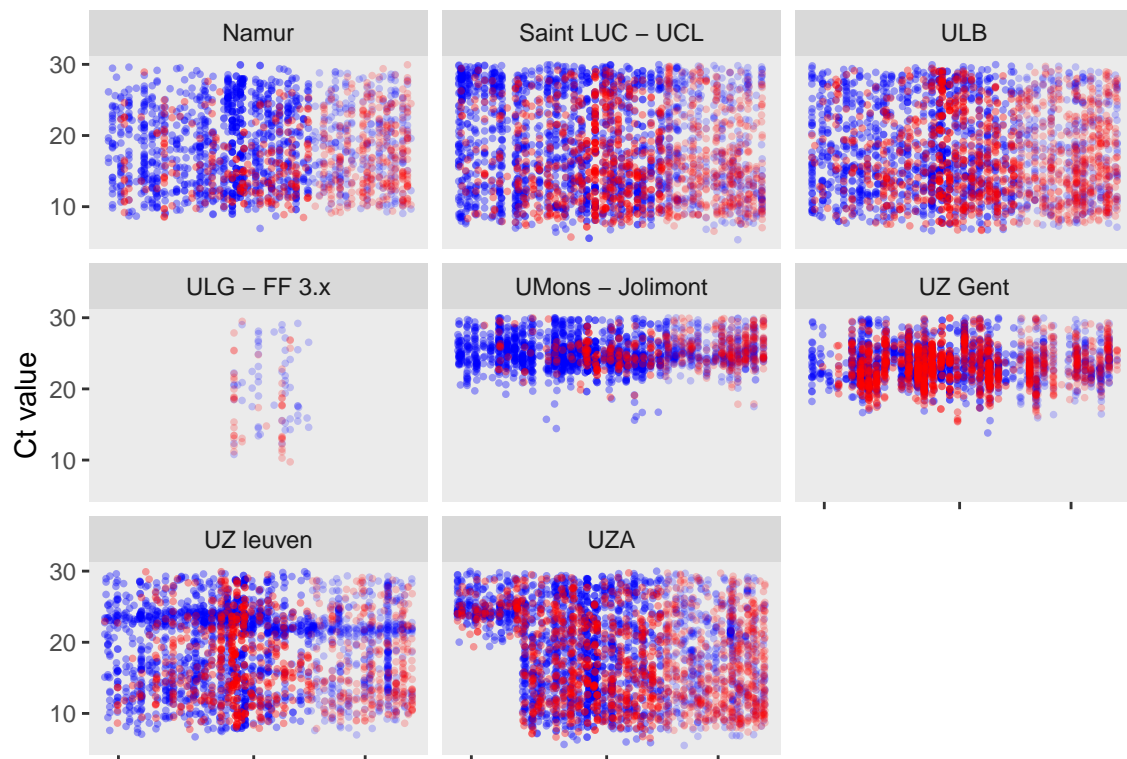 Namur
Saint LUC – UCL
ULB
30
20
10
ULG – FF 3.x
UMons – Jolimont
UZ Gent
Ct value
30
20
10
UZ leuven
UZA
30
20
10